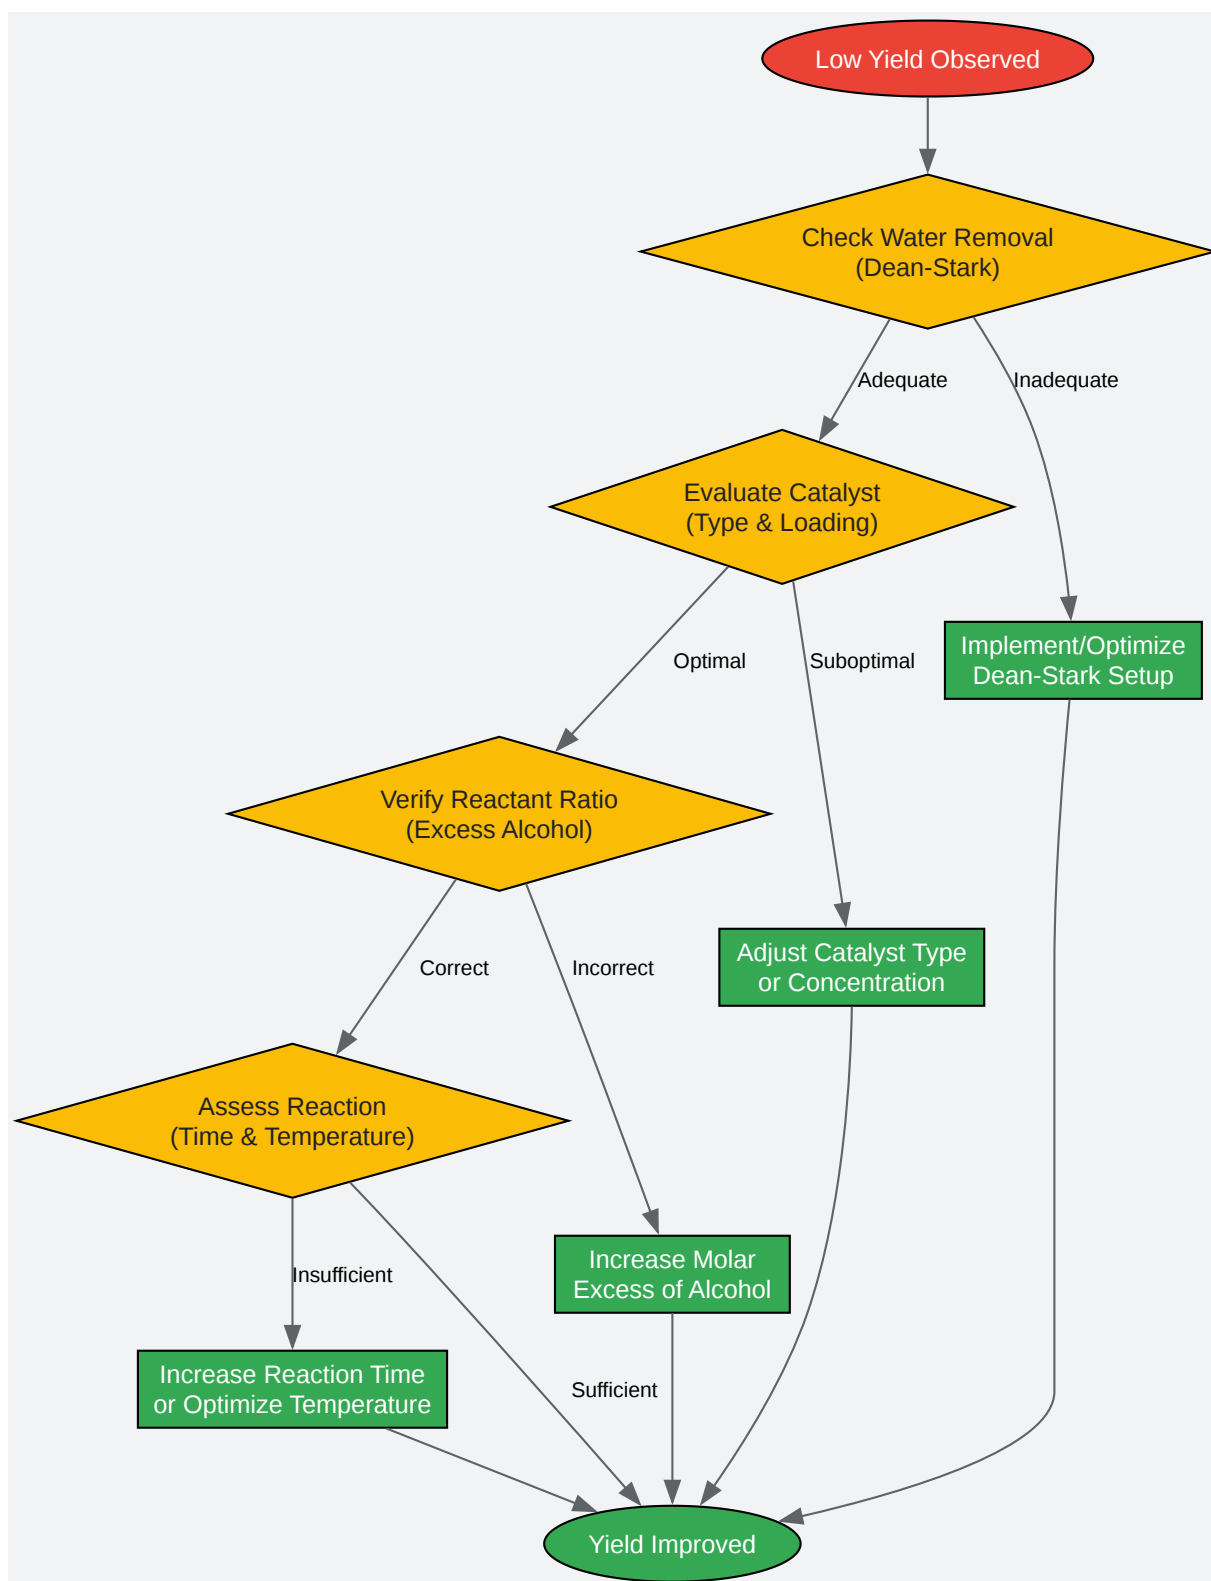 Low Yield Observed
Check Water Removal
(Dean-Stark)
Adequate
Inadequate
Evaluate Catalyst
(Type & Loading)
Implement/Optimize
Dean-Stark Setup
Optimal
Suboptimal
Verify Reactant Ratio
(Excess Alcohol)
Adjust Catalyst Type
or Concentration
Correct
Incorrect
Assess Reaction
(Time & Temperature)
Increase Molar
Excess of Alcohol
Insufficient
Increase Reaction Time
or Optimize Temperature
Sufficient
Yield Improved